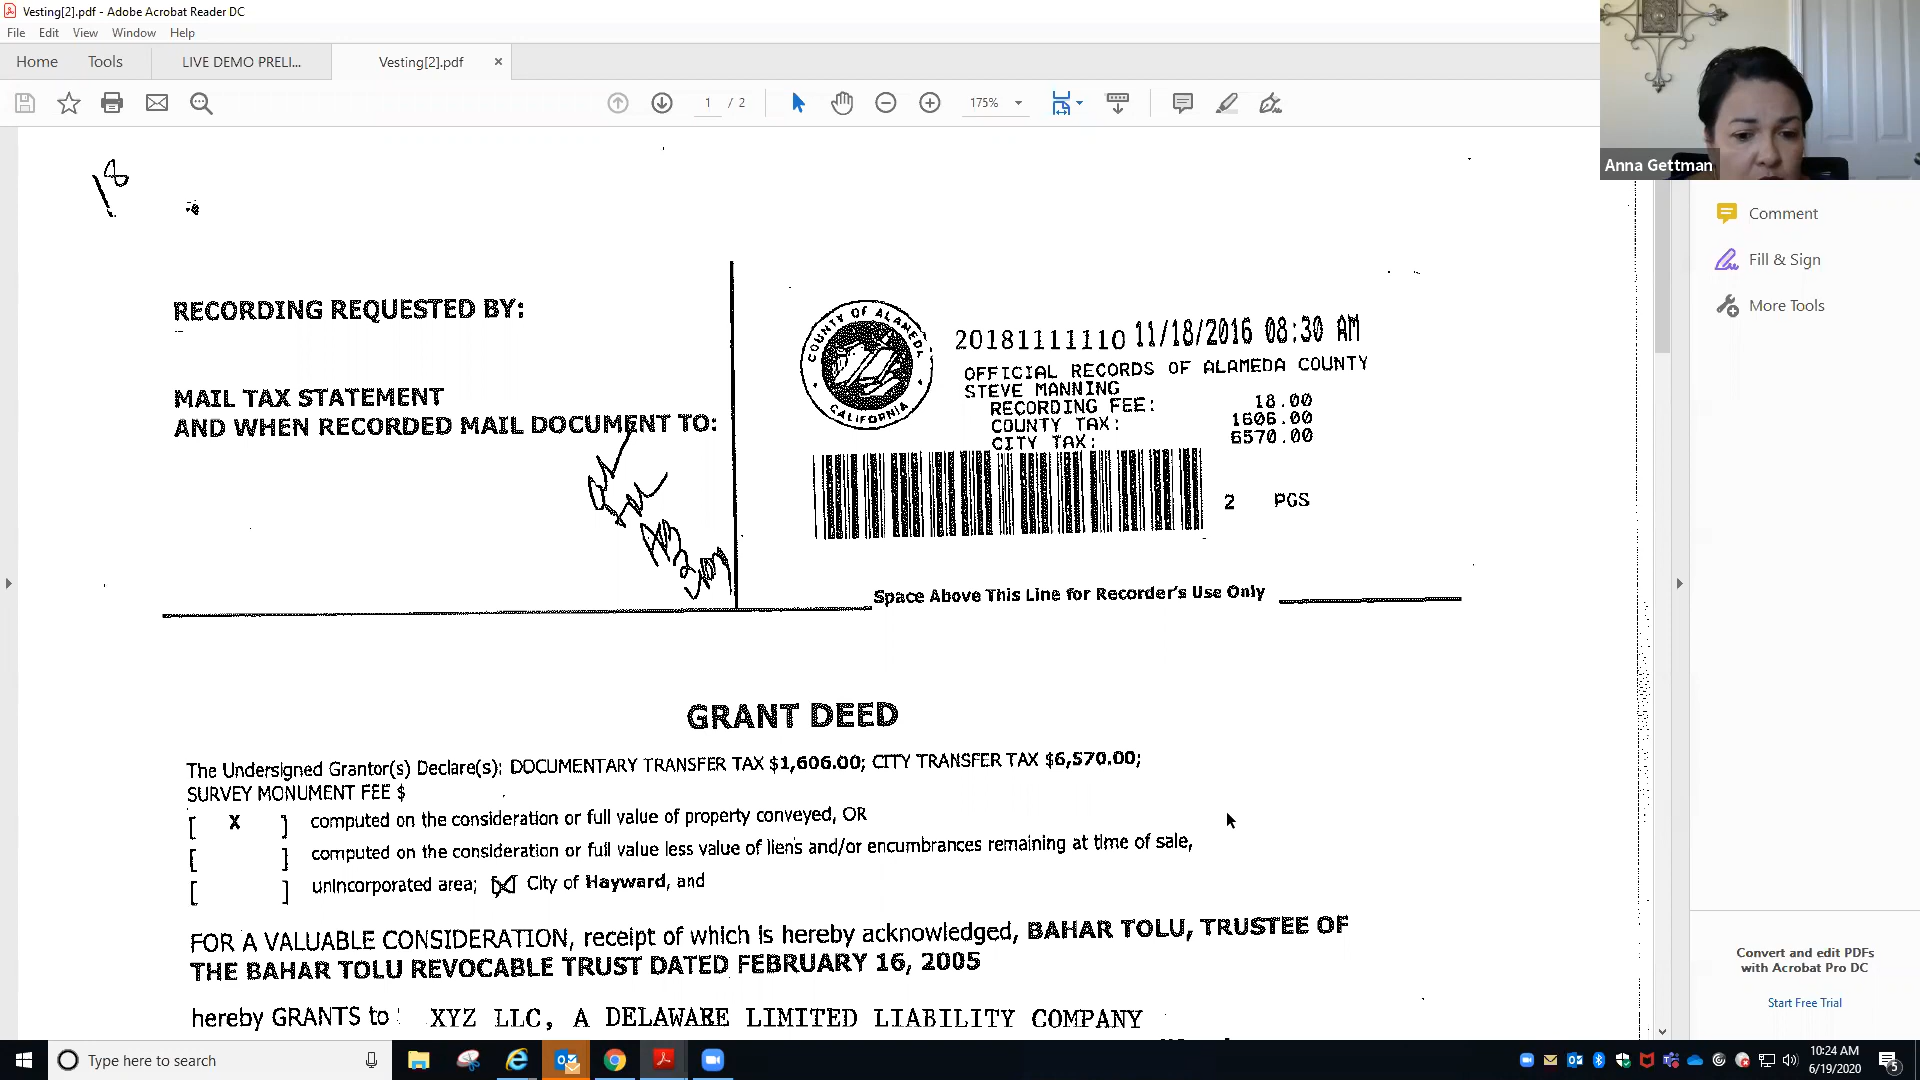 Vesting[2].pdf - Adobe Acrobat Reader DC
File Edit View Window Help
Home Tools LIVE DEMO PRELI... Vesting[2].pdf ×
1 / 2 175%
Anna Gettman
Comment
Fill & Sign
More Tools
18
RECORDING REQUESTED BY:
MAIL TAX STATEMENT
AND WHEN RECORDED MAIL DOCUMENT TO:
COUNTY OF ALAMEDA
CALIFORNIA
20181111110 11/18/2016 08:30 AM
OFFICIAL RECORDS OF ALAMEDA COUNTY
STEVE MANNING
RECORDING FEE: 18.00
COUNTY TAX: 1606.00
CITY TAX: 6570.00
2 PGS
Space Above This Line for Recorder's Use Only
GRANT DEED
The Undersigned Grantor(s) Declare(s): DOCUMENTARY TRANSFER TAX $1,606.00; CITY TRANSFER TAX $6,570.00;
SURVEY MONUMENT FEE $
[ X ] computed on the consideration or full value of property conveyed, OR
[ ] computed on the consideration or full value less value of liens and/or encumbrances remaining at time of sale,
[ ] unincorporated area; [X] City of Hayward, and
FOR A VALUABLE CONSIDERATION, receipt of which is hereby acknowledged, BAHAR TOLU, TRUSTEE OF
THE BAHAR TOLU REVOCABLE TRUST DATED FEBRUARY 16, 2005
hereby GRANTS to XYZ LLC, A DELAWARE LIMITED LIABILITY COMPANY
Convert and edit PDFs
with Acrobat Pro DC
Start Free Trial
Type here to search
10:24 AM
6/19/2020
5